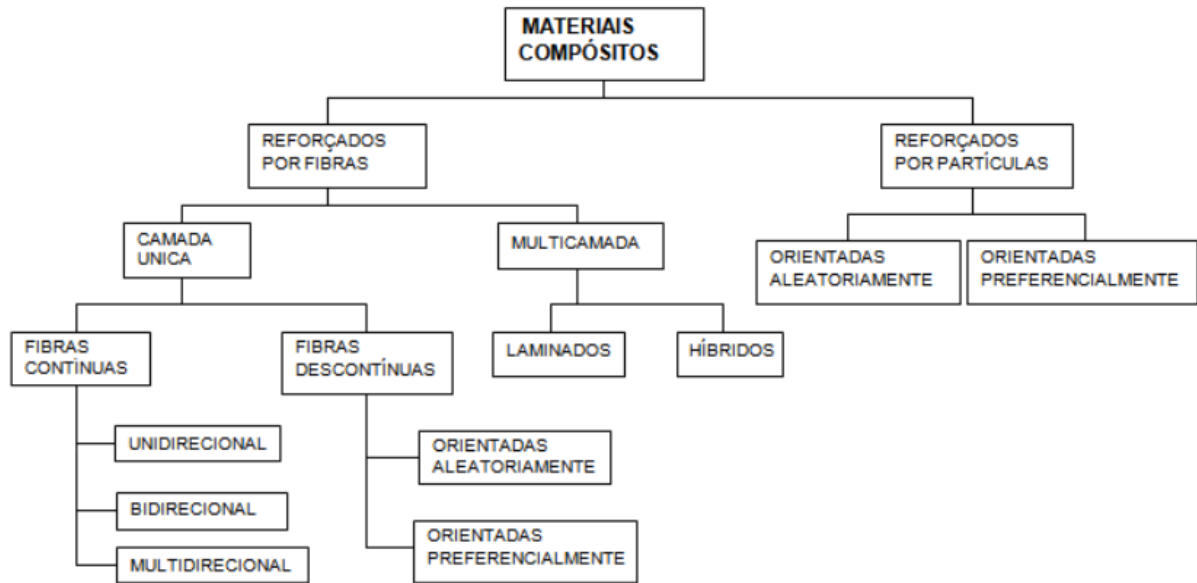 MATERIAIS
COMPÓSITOS
REFORÇADOS
POR FIBRAS
REFORÇADOS
POR PARTÍCULAS
CAMADA
UNICA
MULTICAMADA
ORIENTADAS
ALEATORIAMENTE
ORIENTADAS
PREFERENCIALMENTE
FIBRAS
CONTÌNUAS
FIBRAS
DESCONTÍNUAS
LAMINADOS
HÍBRIDOS
UNIDIRECIONAL
ORIENTADAS
ALEATORIAMENTE
BIDIRECIONAL
ORIENTADAS
PREFERENCIALMENTE
MULTIDIRECIONAL